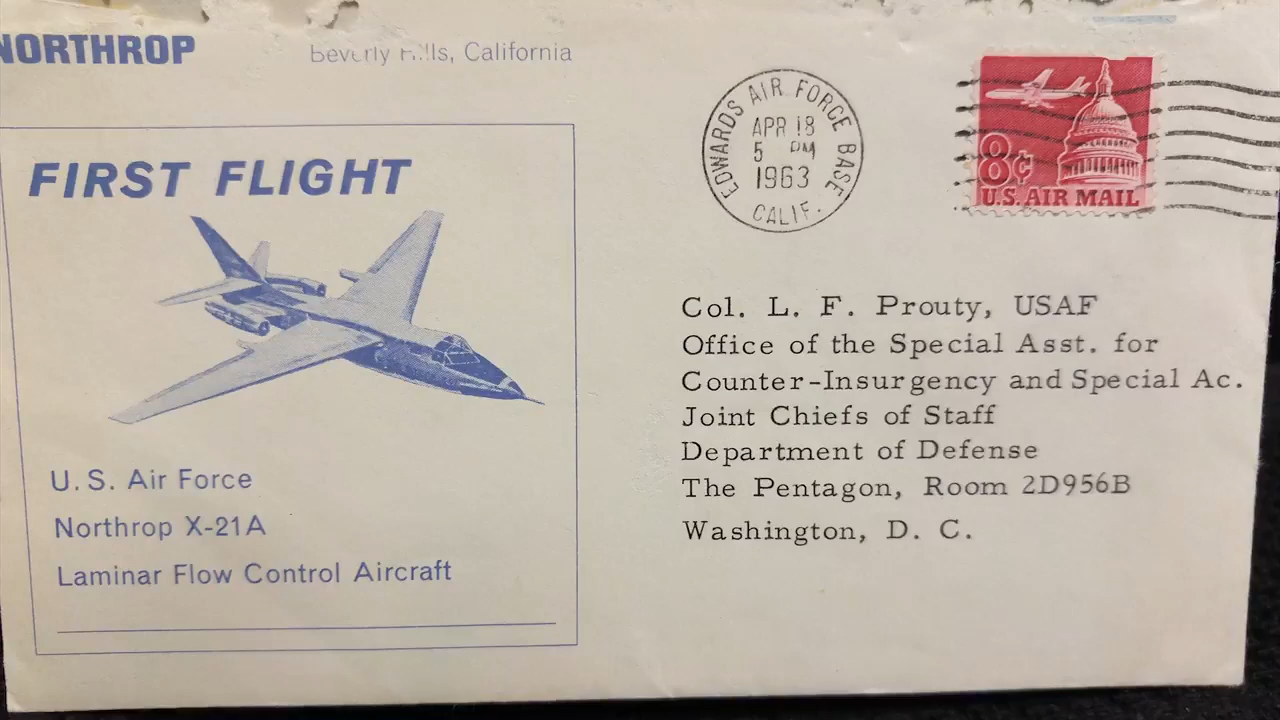 NORTHROP
Beverly Hills, California
FIRST FLIGHT
U.S. Air Force
Northrop X-21A
Laminar Flow Control Aircraft
EDWARDS AIR FORCE BASE
APR 18
5 PM
1963
CALIF.
8¢
U.S. AIR MAIL
Col. L. F. Prouty, USAF
Office of the Special Asst. for
Counter-Insurgency and Special Ac.
Joint Chiefs of Staff
Department of Defense
The Pentagon, Room 2D956B
Washington, D. C.